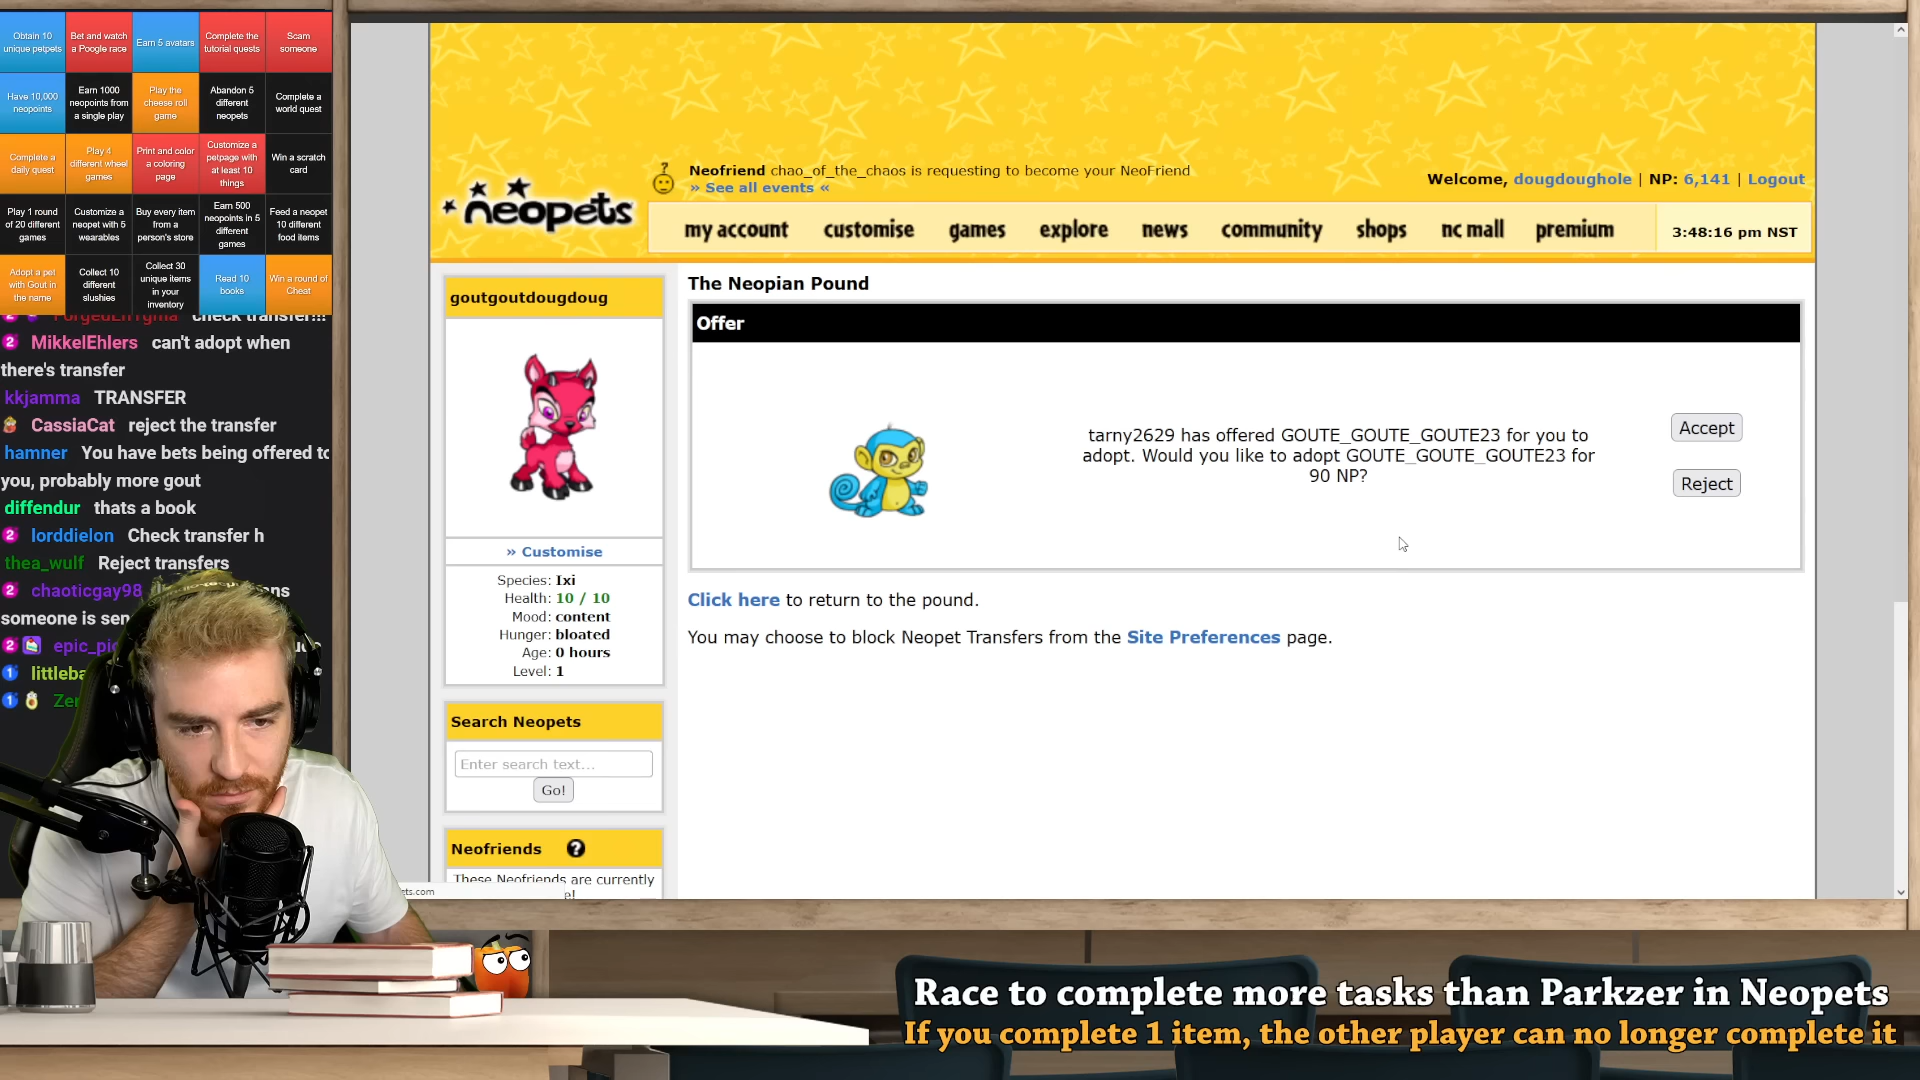 Obtain 10
unique petpets
Bet and watch
a Poogle race
Earn 5 avatars
Complete the
tutorial quests
Scam
someone
Have 10,000
neopoints
Earn 1000
neopoints from
a single play
Play the
cheese roll
game
Abandon 5
different
neopets
Complete a
world quest
Complete a
daily quest
Play 4
different wheel
games
Print and color
a coloring
page
Customize a
petpage with
at least 10
things
Win a scratch
card
Play 1 round
of 20 different
games
Customize a
neopet with 5
wearables
Buy every item
from a
person's store
Earn 500
neopoints in 5
different
games
Feed a neopet
10 different
food items
Adopt a pet
with Gout in
the name
Collect 10
different
slushies
Collect 30
unique items
in your
inventory
Read 10
books
Win a round of
Cheat
check transfer!!!
MikkelEhlers can't adopt when
there's transfer
kkjamma TRANSFER
CassiaCat reject the transfer
hamner You have bets being offered to
you, probably more gout
diffendur thats a book
lorddielon Check transfer h
thea_wulf Reject transfers
chaoticgay98
someone is sen
epic_pi
littleba
Zer
Neofriend chao_of_the_chaos is requesting to become your NeoFriend
» See all events «
Welcome, dougdoughole | NP: 6,141 | Logout
neopets
my account customise games explore news community shops nc mall premium
3:48:16 pm NST
goutgoutdougdoug
» Customise
Species: Ixi
Health: 10 / 10
Mood: content
Hunger: bloated
Age: 0 hours
Level: 1
Search Neopets
Enter search text...
Go!
Neofriends ?
These Neofriends are currently
e!
ets.com
The Neopian Pound
Offer
tarny2629 has offered GOUTE_GOUTE_GOUTE23 for you to
adopt. Would you like to adopt GOUTE_GOUTE_GOUTE23 for
90 NP?
Accept
Reject
Click here to return to the pound.
You may choose to block Neopet Transfers from the Site Preferences page.
Race to complete more tasks than Parkzer in Neopets
If you complete 1 item, the other player can no longer complete it